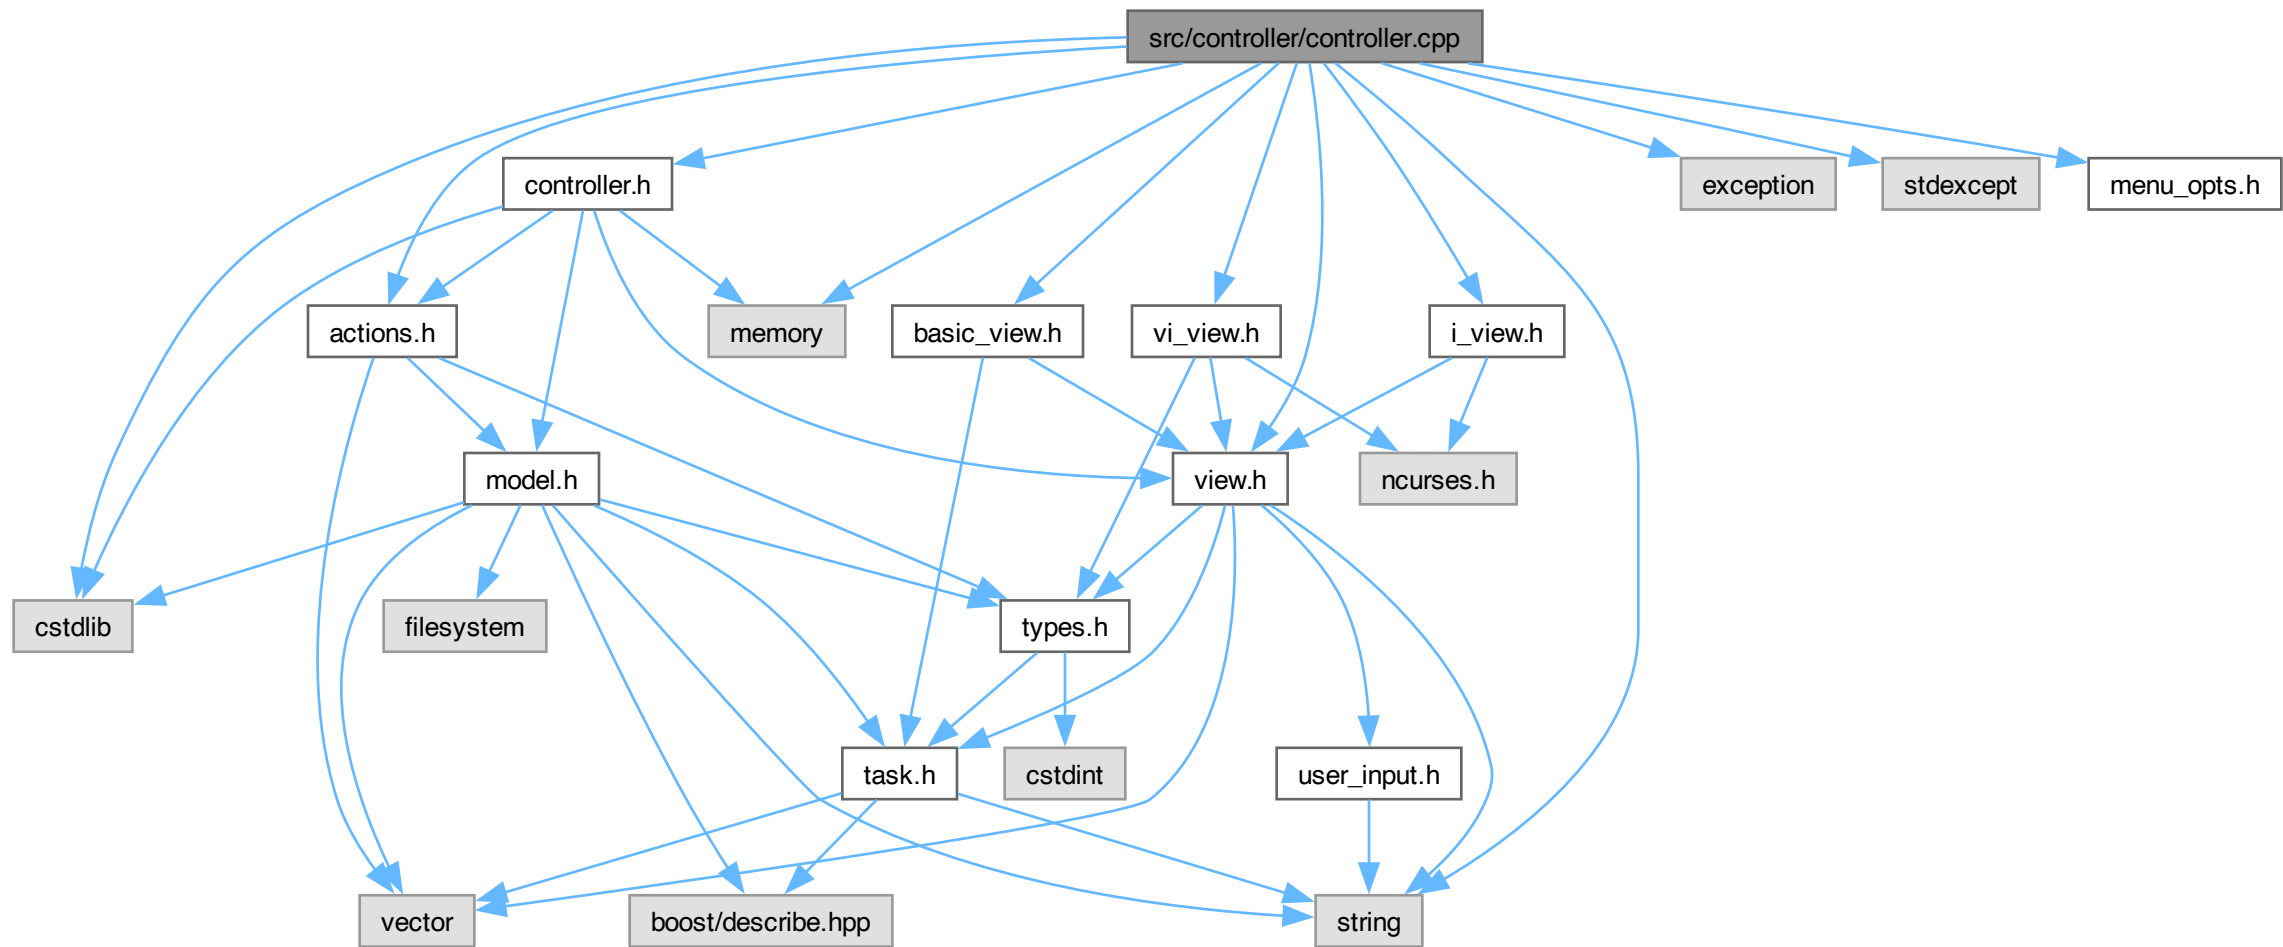 src/controller/controller.cpp
controller.h
exception
stdexcept
menu_opts.h
actions.h
memory
basic_view.h
vi_view.h
i_view.h
model.h
view.h
ncurses.h
cstdlib
filesystem
types.h
task.h
cstdint
user_input.h
vector
boost/describe.hpp
string